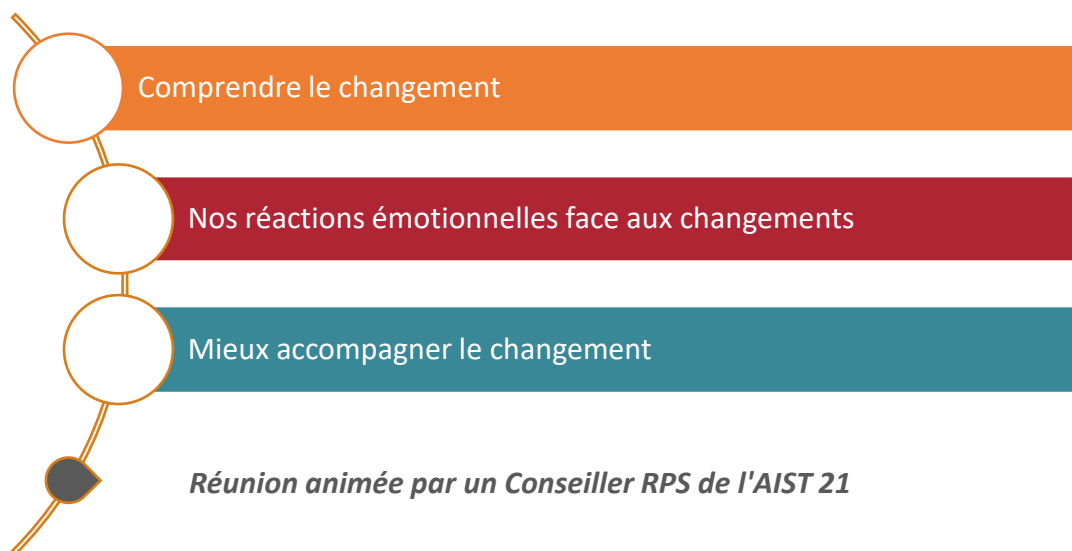 Comprendre le changement
Nos réactions émotionnelles face aux changements
Mieux accompagner le changement
Réunion animée par un Conseiller RPS de l'AIST 21